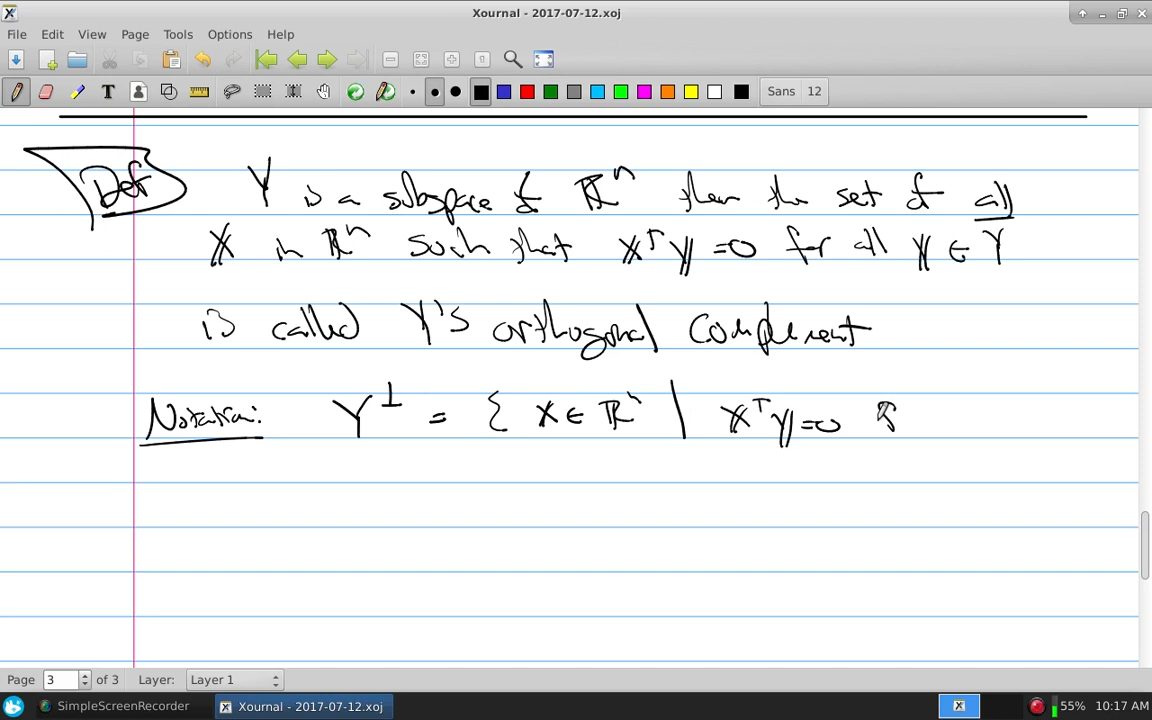 Xournal - 2017-07-12.xoj
File Edit View Page Tools Options Help
Sans 12
Def Y is a subspace of ℝⁿ then the set of all
𝕏 in ℝⁿ such that 𝕏ᵀ𝕐 = 0 for all 𝕐 ∈ Y
is called Y's orthogonal complement
Notation: Y^⊥ = { 𝕏 ∈ ℝⁿ | 𝕏ᵀ𝕐 = 0
Page 3 of 3 Layer: Layer 1
SimpleScreenRecorder Xournal - 2017-07-12.xoj 55% 10:17 AM